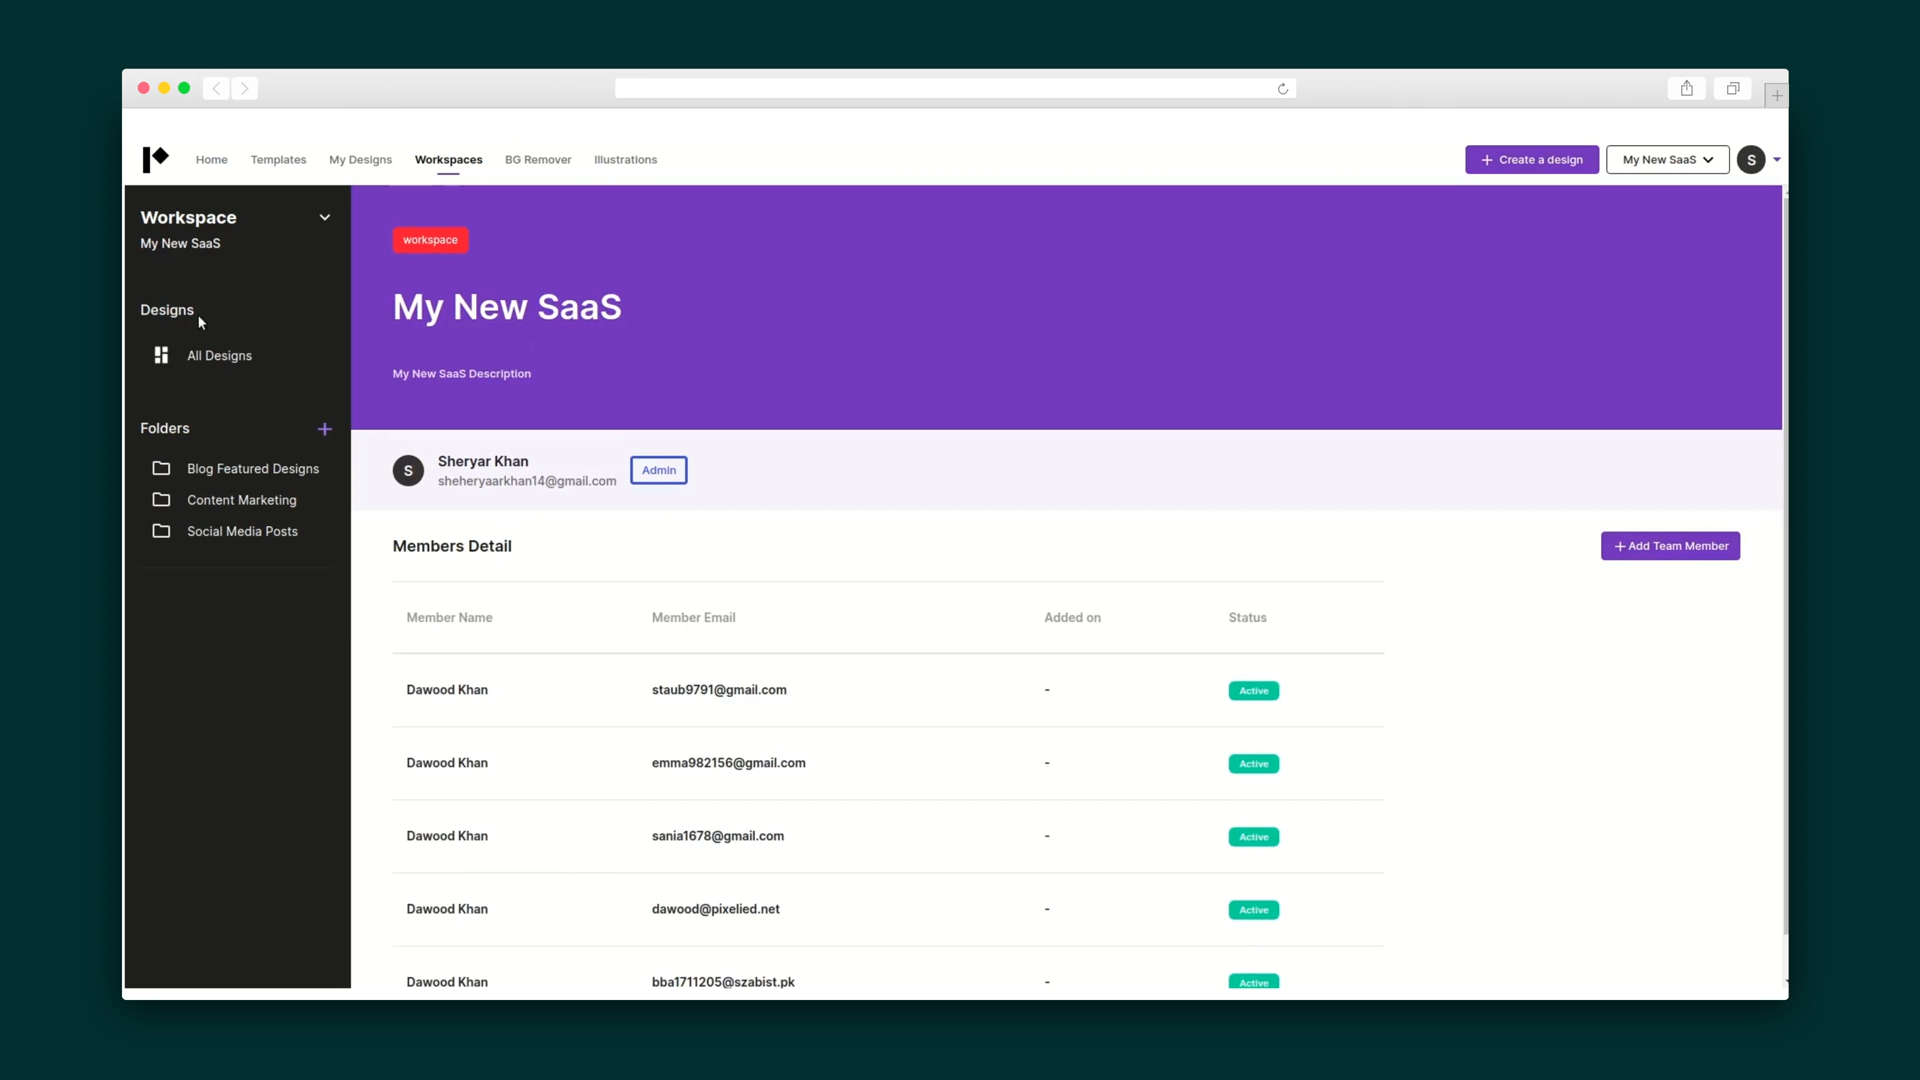 Home Templates My Designs Workspaces BG Remover Illustrations + Create a design My New SaaS S
Workspace
My New SaaS
Designs
All Designs
Folders +
Blog Featured Designs
Content Marketing
Social Media Posts
workspace
My New SaaS
My New SaaS Description
S Sheryar Khan Admin
sheheryaarkhan14@gmail.com
Members Detail + Add Team Member
Member Name Member Email Added on Status
Dawood Khan staub9791@gmail.com - Active
Dawood Khan emma982156@gmail.com - Active
Dawood Khan sania1678@gmail.com - Active
Dawood Khan dawood@pixelied.net - Active
Dawood Khan bba1711205@szabist.pk - Active